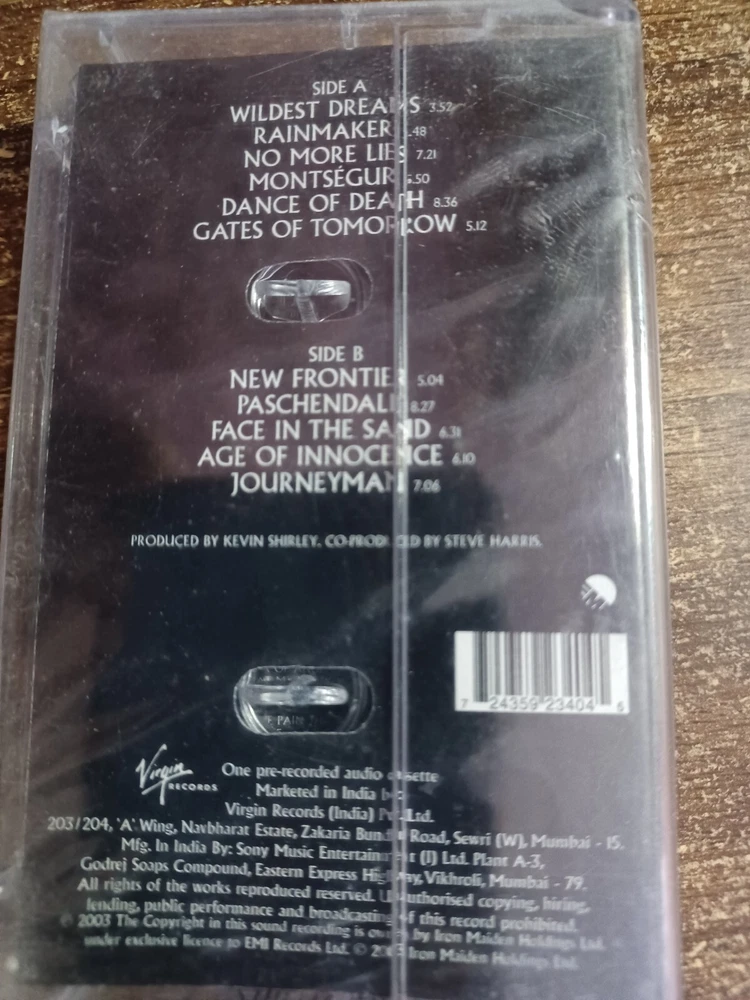 SIDE A
WILDEST DREAMS 3.52
RAINMAKER .48
NO MORE LIES 7.21
MONTSÉGUR .50
DANCE OF DEATH 8.36
GATES OF TOMORROW 5.12
SIDE B
NEW FRONTIER 5.04
PASCHENDALE 8.27
FACE IN THE SAND 6.31
AGE OF INNOCENCE 6.10
JOURNEYMAN 7.06
PRODUCED BY KEVIN SHIRLEY. CO-PRODUCED BY STEVE HARRIS.
EMI
7 24359 23404 6
Virgin
RECORDS
One pre-recorded audio cassette
Marketed in India by
Virgin Records (India) Pvt. Ltd.
203/204, 'A' Wing, Navbharat Estate, Zakaria Bunder Road, Sewri (W), Mumbai - 15.
Mfg. In India By: Sony Music Entertainment (I) Ltd. Plant A-3,
Godrej Soaps Compound, Eastern Express Highway, Vikhroli, Mumbai - 79.
All rights of the works reproduced reserved. Unauthorised copying, hiring,
lending, public performance and broadcasting of this record prohibited.
℗ 2003 The Copyright in this sound recording is owned by Iron Maiden Holdings Ltd.
under exclusive licence to EMI Records Ltd. © 2003 Iron Maiden Holdings Ltd.